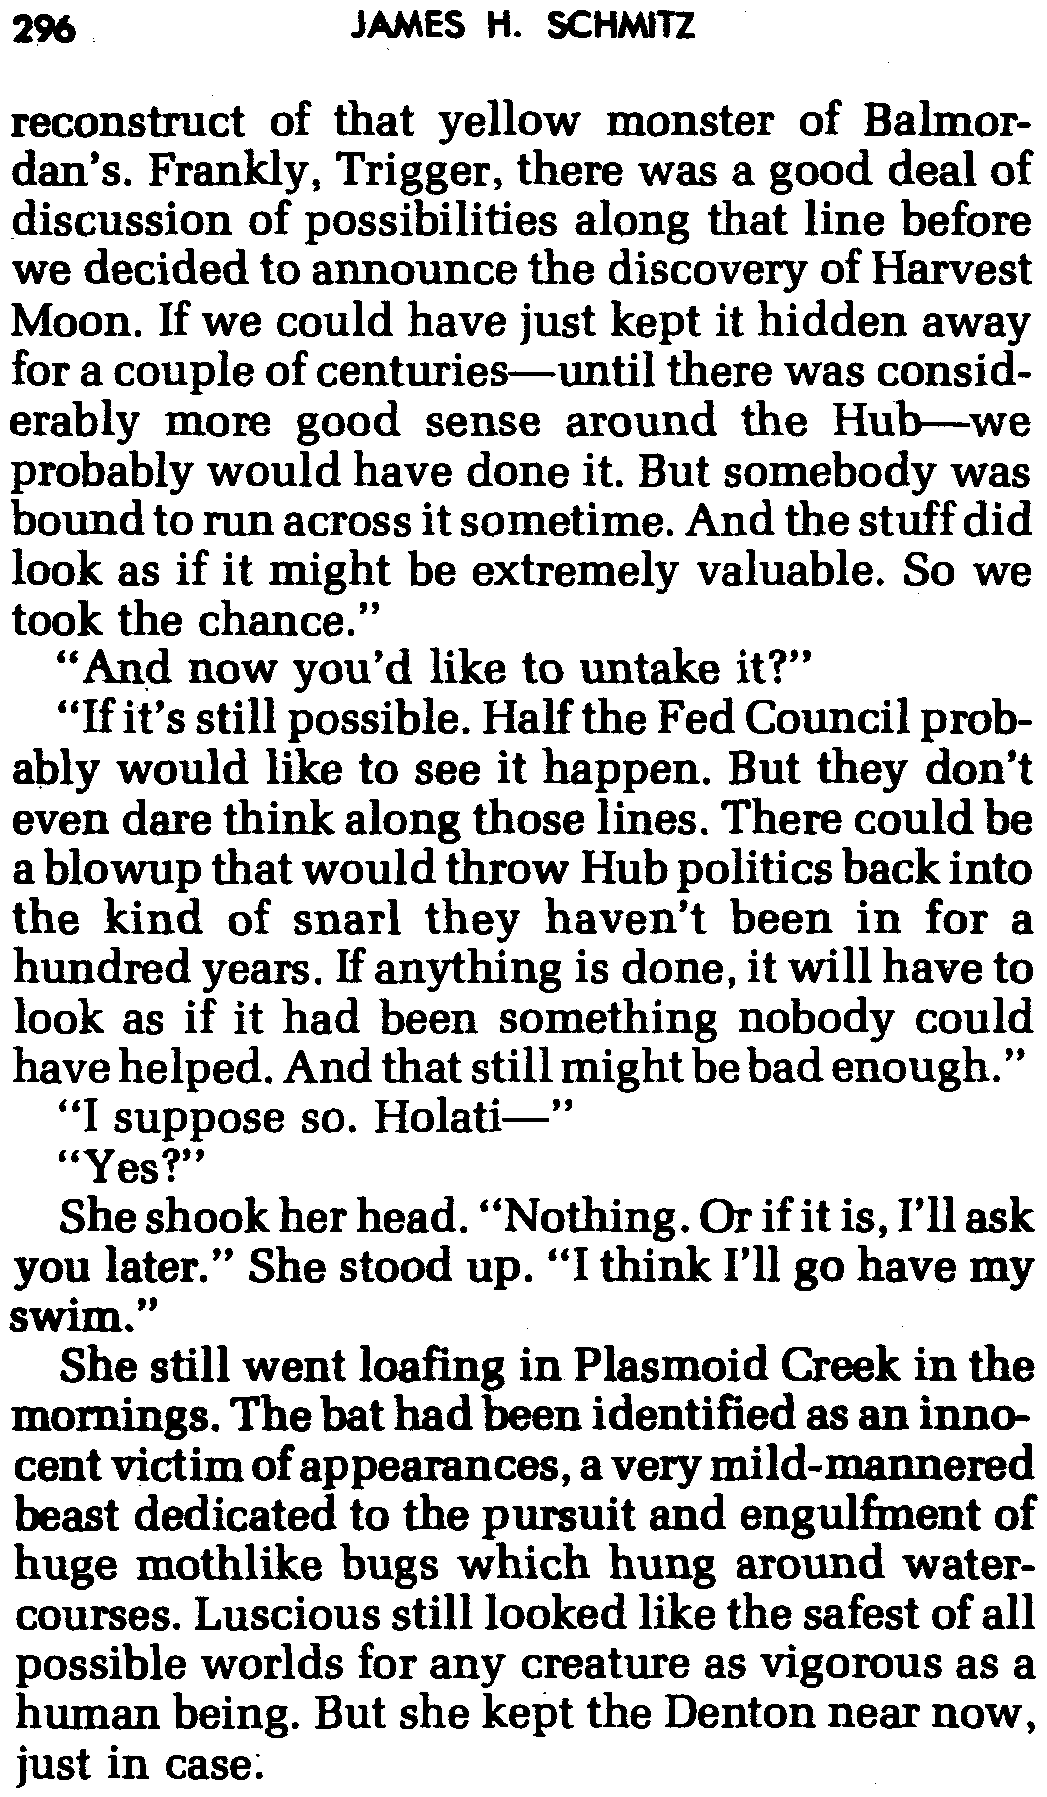 296 JAMES H. SCHMITZ
reconstruct of that yellow monster of Balmor-
dan's. Frankly, Trigger, there was a good deal of
discussion of possibilities along that line before
we decided to announce the discovery of Harvest
Moon. If we could have just kept it hidden away
for a couple of centuries—until there was consid-
erably more good sense around the Hub—we
probably would have done it. But somebody was
bound to run across it sometime. And the stuff did
look as if it might be extremely valuable. So we
took the chance."
"And now you'd like to untake it?"
"If it's still possible. Half the Fed Council prob-
ably would like to see it happen. But they don't
even dare think along those lines. There could be
a blowup that would throw Hub politics back into
the kind of snarl they haven't been in for a
hundred years. If anything is done, it will have to
look as if it had been something nobody could
have helped. And that still might be bad enough."
"I suppose so. Holati—"
"Yes?"
She shook her head. "Nothing. Or if it is, I'll ask
you later." She stood up. "I think I'll go have my
swim."
She still went loafing in Plasmoid Creek in the
mornings. The bat had been identified as an inno-
cent victim of appearances, a very mild-mannered
beast dedicated to the pursuit and engulfment of
huge mothlike bugs which hung around water-
courses. Luscious still looked like the safest of all
possible worlds for any creature as vigorous as a
human being. But she kept the Denton near now,
just in case.